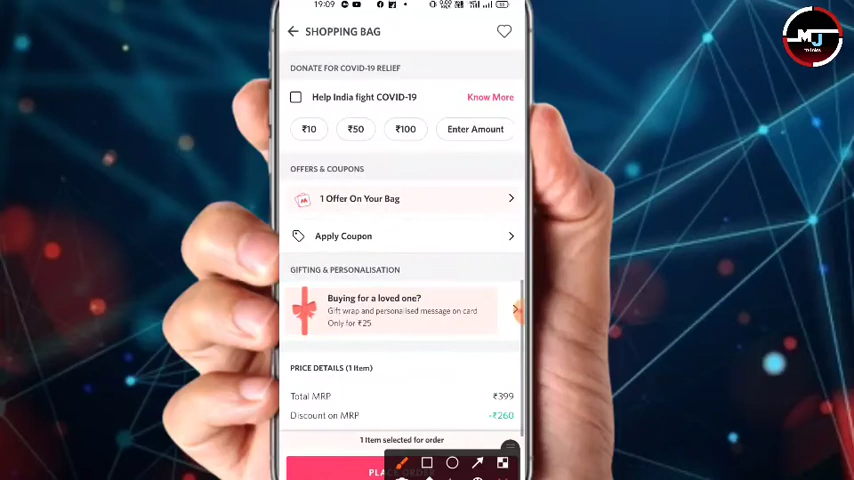 19:09
SHOPPING BAG
DONATE FOR COVID-19 RELIEF
Help India fight COVID-19 Know More
₹10 ₹50 ₹100 Enter Amount
OFFERS & COUPONS
1 Offer On Your Bag
Apply Coupon
GIFTING & PERSONALISATION
Buying for a loved one?
Gift wrap and personalised message on card
Only for ₹25
PRICE DETAILS (1 Item)
Total MRP ₹399
Discount on MRP -₹260
1 Item selected for order
MJ